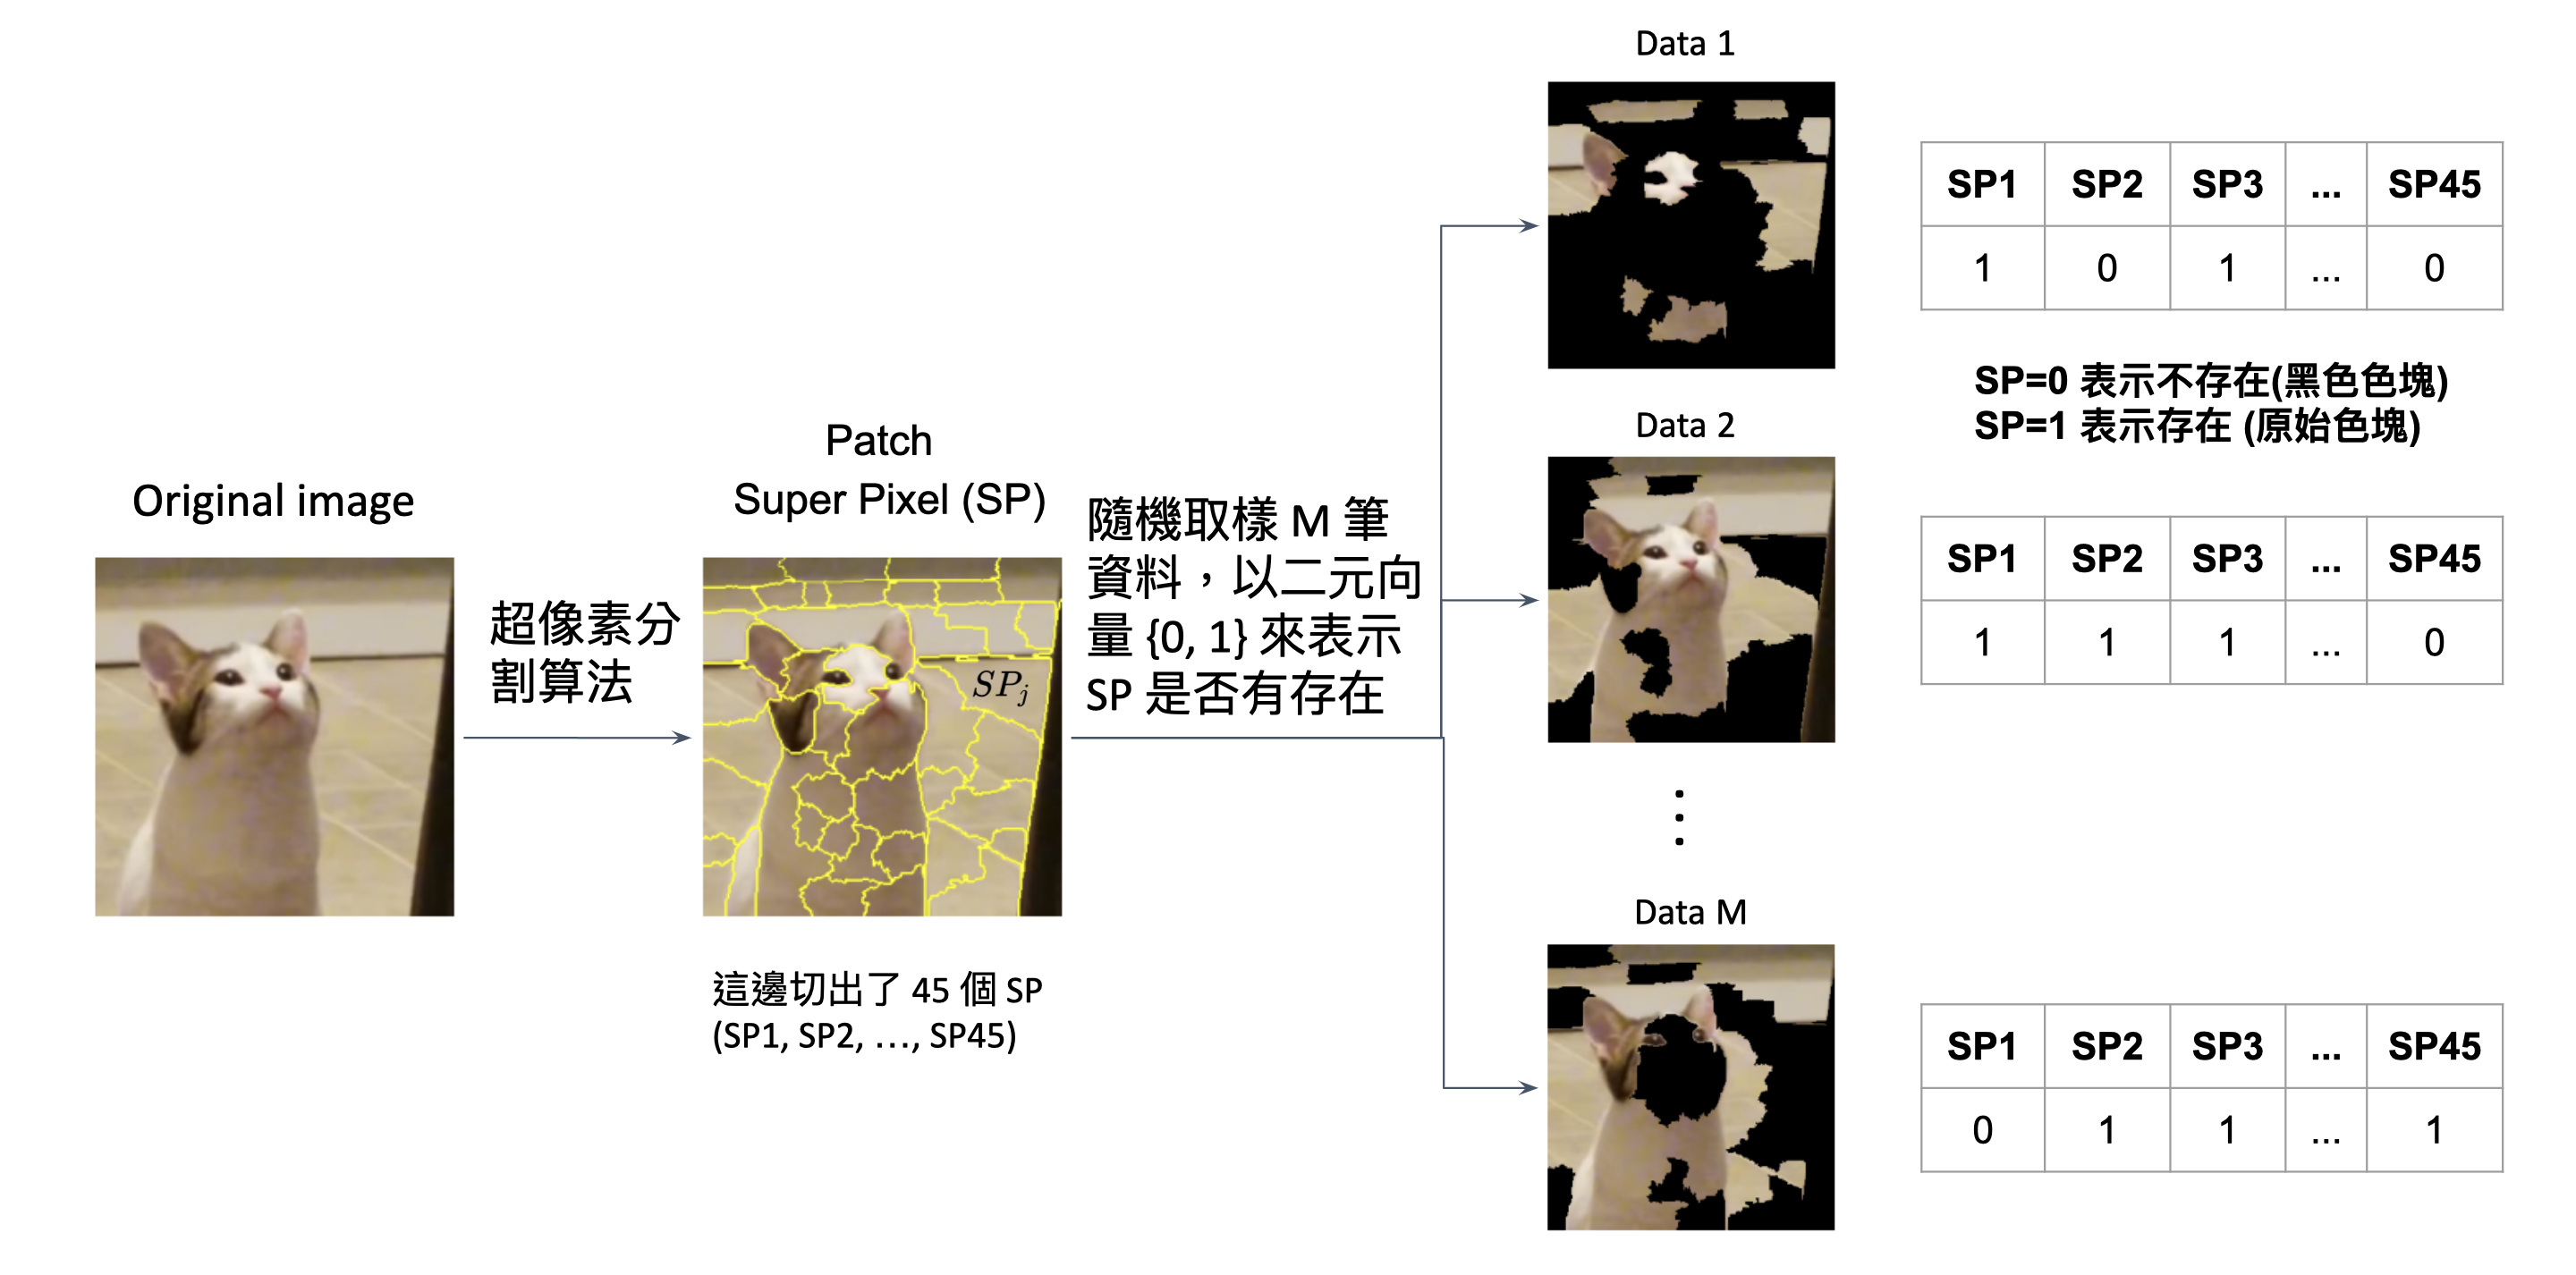 Original image
超像素分
割算法
Patch
Super Pixel (SP)
SPj
這邊切出了 45 個 SP
(SP1, SP2, …, SP45)
隨機取樣 M 筆
資料，以二元向
量 {0, 1} 來表示
SP 是否有存在
Data 1
SP1 SP2 SP3 ... SP45
1 0 1 ... 0
SP=0 表示不存在(黑色色塊)
SP=1 表示存在 (原始色塊)
Data 2
SP1 SP2 SP3 ... SP45
1 1 1 ... 0
Data M
SP1 SP2 SP3 ... SP45
0 1 1 ... 1